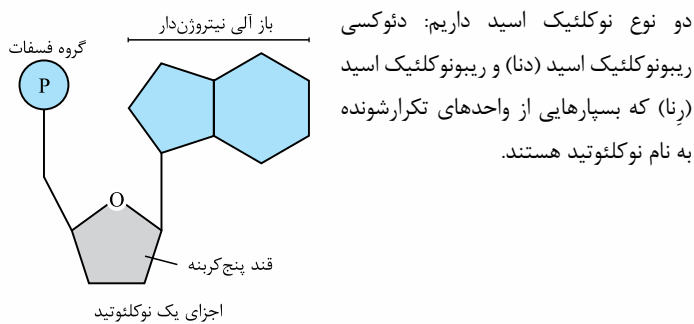 دو نوع نوکلئیک اسید داریم: دئوکسی
ریبونوکلئیک اسید (دنا) و ریبونوکلئیک اسید
(رِنا) که بسپارهایی از واحدهای تکرارشونده
به نام نوکلئوتید هستند.
باز آلی نیتروژن‌دار
گروه فسفات
P
O
قند پنج‌کربنه
اجزای یک نوکلئوتید